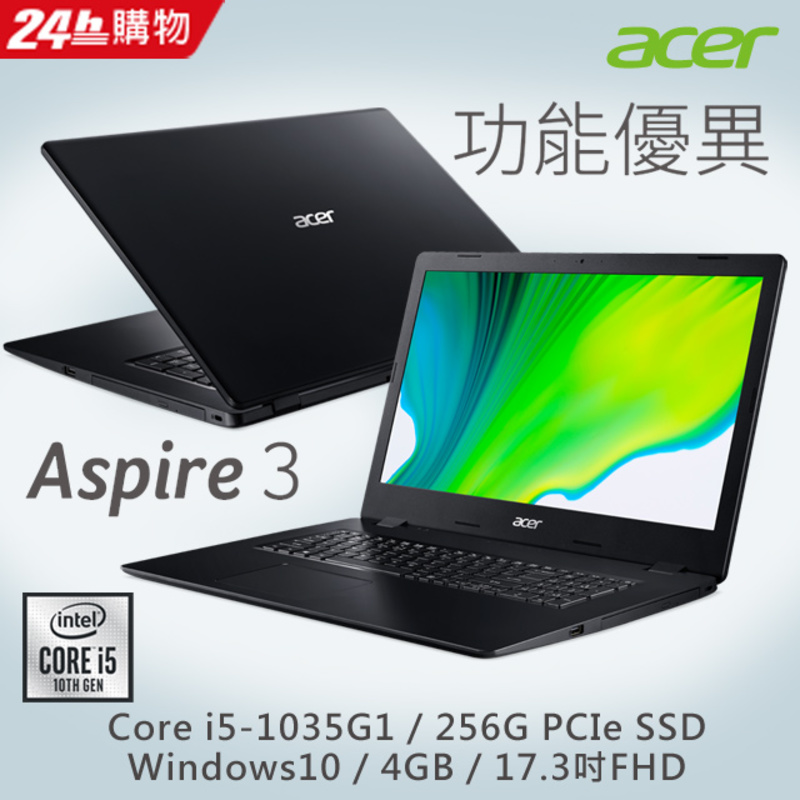 24h購物
acer
功能優異
acer
acer
Aspire 3
intel
CORE i5
10TH GEN
Core i5-1035G1 / 256G PCIe SSD
Windows10 / 4GB / 17.3吋FHD